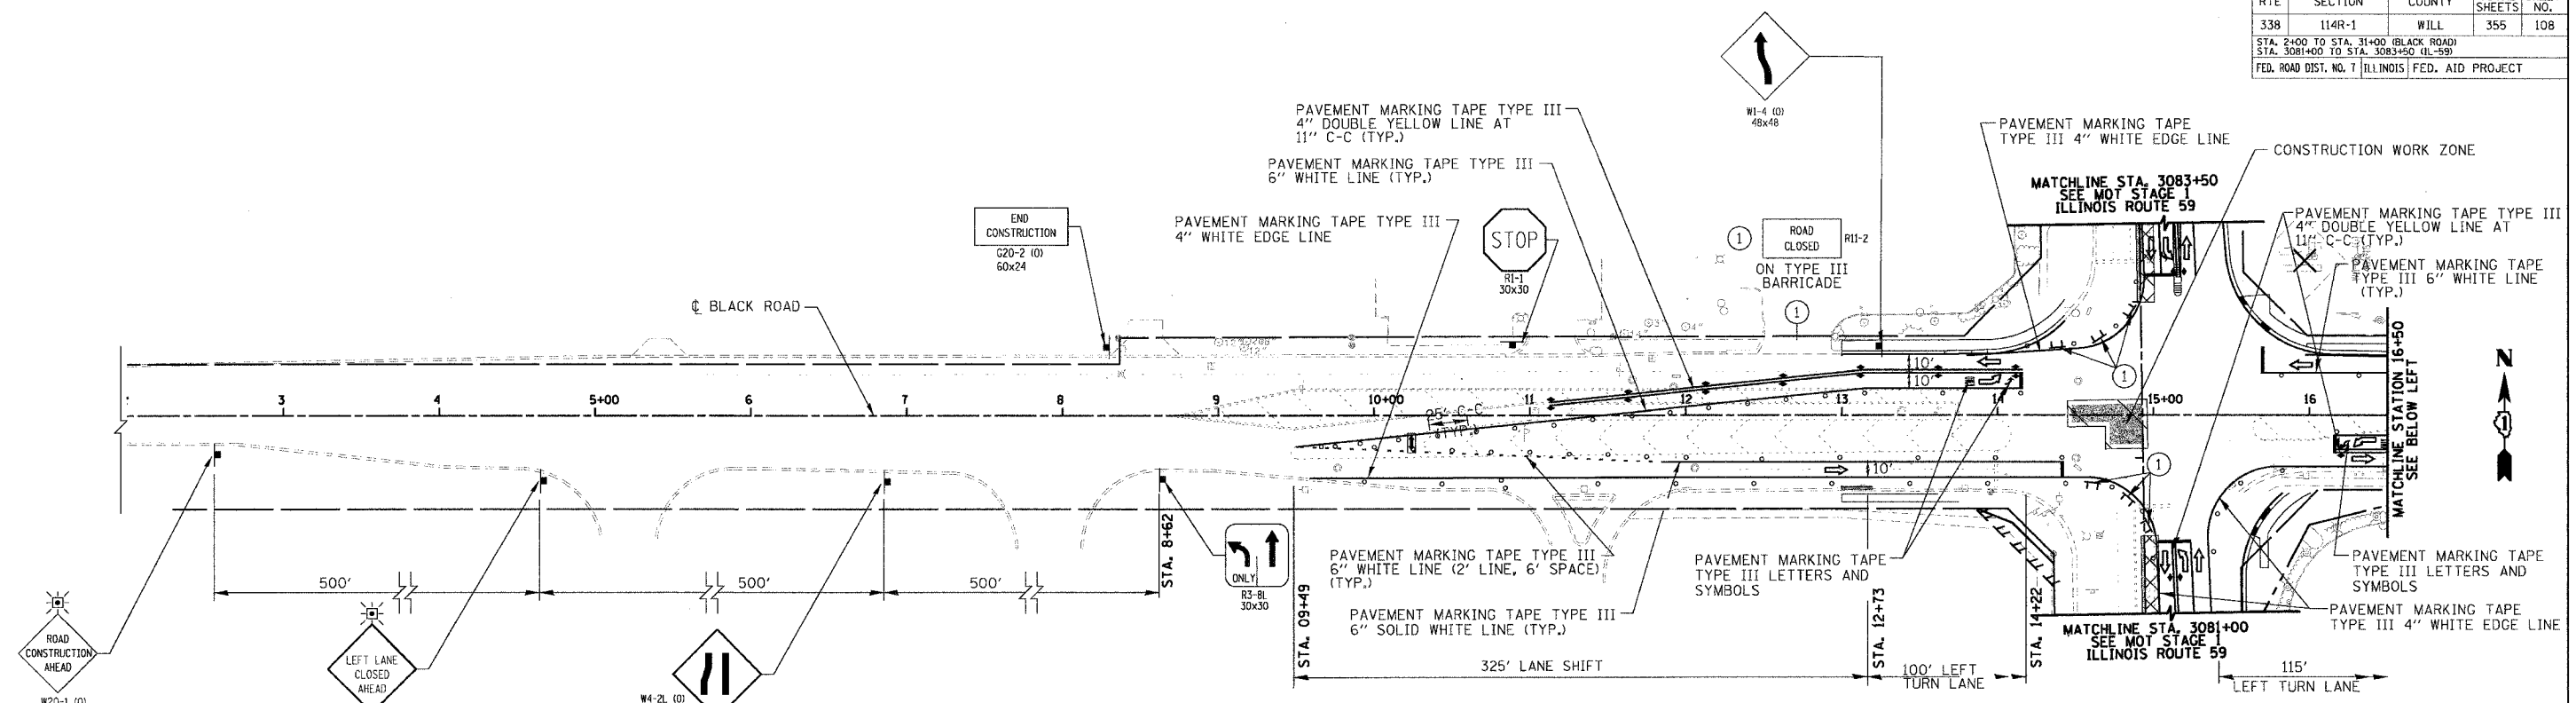 RTE
SECTION
COUNTY
SHEETS
NO.
338
114R-1
WILL
355
108
STA. 2+00 TO STA. 31+00 (BLACK ROAD)
STA. 3081+00 TO STA. 3083+50 (IL-59)
FED. ROAD DIST. NO. 7
ILLINOIS
FED. AID PROJECT
W1-4 (O)
48x48
PAVEMENT MARKING TAPE TYPE III
4" DOUBLE YELLOW LINE AT
11" C-C (TYP.)
PAVEMENT MARKING TAPE TYPE III
6" WHITE LINE (TYP.)
PAVEMENT MARKING TAPE TYPE III
4" WHITE EDGE LINE
PAVEMENT MARKING TAPE
TYPE III 4" WHITE EDGE LINE
CONSTRUCTION WORK ZONE
MATCHLINE STA. 3083+50
SEE MOT STAGE 1
ILLINOIS ROUTE 59
PAVEMENT MARKING TAPE TYPE III
4" DOUBLE YELLOW LINE AT
11" C-C (TYP.)
PAVEMENT MARKING TAPE
TYPE III 6" WHITE LINE
(TYP.)
END
CONSTRUCTION
G20-2 (O)
60x24
STOP
R1-1
30x30
1
ROAD
CLOSED
R11-2
ON TYPE III
BARRICADE
1
℄ BLACK ROAD
10'
10'
1
3
4
5+00
6
7
8
9
10+00
11
12
13
14
15+00
16
25' C-C
(TYP.)
10'
1
MATCHLINE STATION 16+50
SEE BELOW LEFT
N
500'
500'
500'
STA. 8+62
ONLY
R3-8L
30x30
STA. 09+49
PAVEMENT MARKING TAPE TYPE III
6" WHITE LINE (2' LINE, 6' SPACE)
(TYP.)
PAVEMENT MARKING TAPE TYPE III
6" SOLID WHITE LINE (TYP.)
PAVEMENT MARKING TAPE
TYPE III LETTERS AND
SYMBOLS
STA. 12+73
STA. 14+22
PAVEMENT MARKING TAPE
TYPE III LETTERS AND
SYMBOLS
PAVEMENT MARKING TAPE
TYPE III 4" WHITE EDGE LINE
MATCHLINE STA. 3081+00
SEE MOT STAGE 1
ILLINOIS ROUTE 59
325' LANE SHIFT
100' LEFT
TURN LANE
115'
LEFT TURN LANE
ROAD
CONSTRUCTION
AHEAD
W20-1 (O)
LEFT LANE
CLOSED
AHEAD
W4-2L (O)